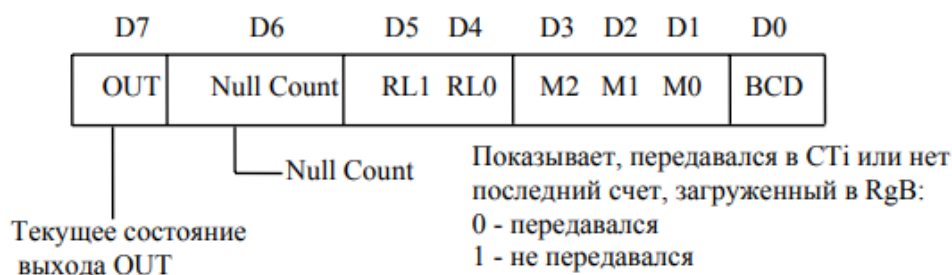 D7 D6 D5 D4 D3 D2 D1 D0
OUT Null Count RL1 RL0 M2 M1 M0 BCD
Null Count
Текущее состояние
выхода OUT
Показывает, передавался в CTi или нет
последний счет, загруженный в RgB:
0 - передавался
1 - не передавался